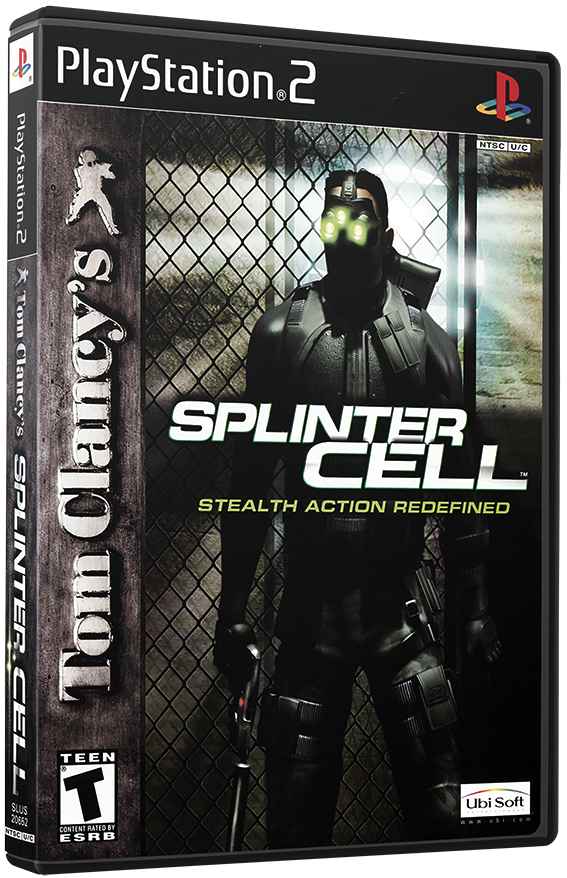 PlayStation®2
NTSC U/C
Tom Clancy's
SPLINTER
CELL™
STEALTH ACTION REDEFINED
TEEN
T
®
CONTENT RATED BY
ESRB
Ubi Soft
www.ubi.com
PlayStation®2
Tom Clancy's
SPLINTER CELL
SLUS
20652
NTSC U/C